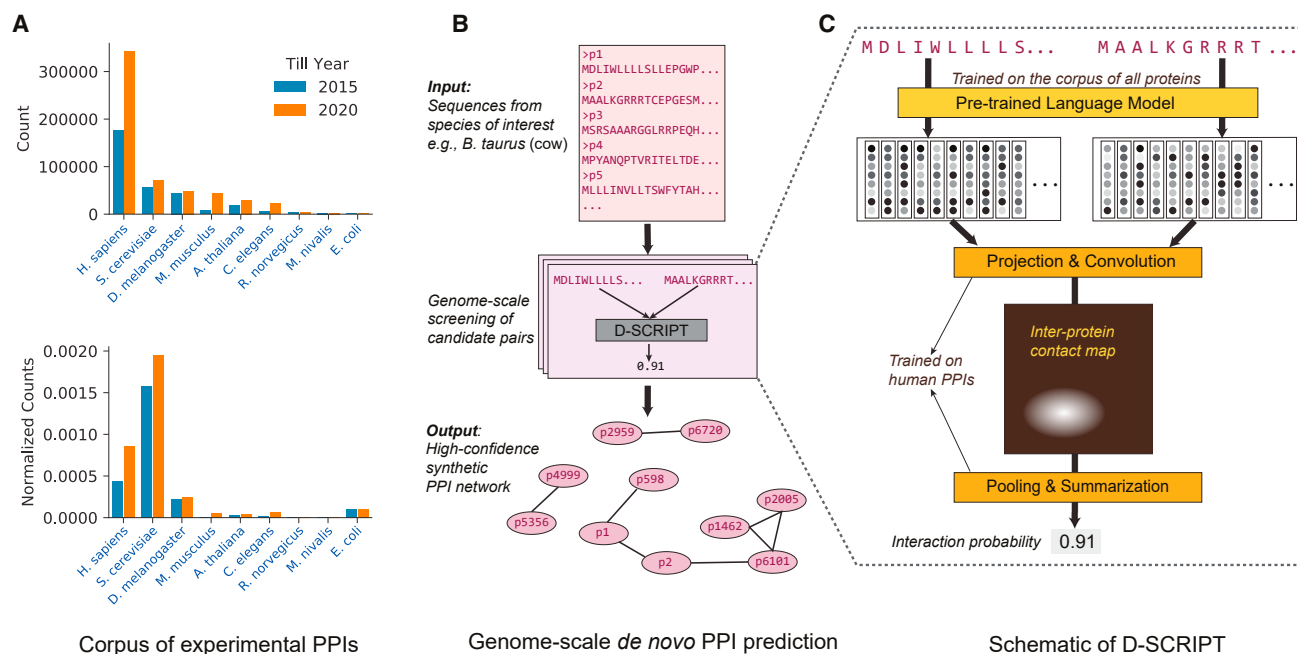 A
Till Year
2015
2020
Count
300000
200000
100000
0
H. sapiens
S. cerevisiae
D. melanogaster
M. musculus
A. thaliana
C. elegans
R. norvegicus
M. nivalis
E. coli
Normalized Counts
0.0020
0.0015
0.0010
0.0005
0.0000
H. sapiens
S. cerevisiae
D. melanogaster
M. musculus
A. thaliana
C. elegans
R. norvegicus
M. nivalis
E. coli
Corpus of experimental PPIs
B
Input:
Sequences from
species of interest
e.g., B. taurus (cow)
>p1
MDLIWLLLLSLLEPGWP...
>p2
MAALKGRRRTCEPGESM...
>p3
MSRSAAARGGLRRPEQH...
>p4
MPYANQPTVRITELTDE...
>p5
MLLLINVLLTSWFYTAH...
...
Genome-scale
screening of
candidate pairs
MDLIWLLLLS... MAALKGRRRT...
D-SCRIPT
0.91
Output:
High-confidence
synthetic
PPI network
p2959
p6720
p4999
p598
p5356
p2005
p1462
p1
p2
p6101
Genome-scale de novo PPI prediction
C
M D L I W L L L L S ... M A A L K G R R R T ...
Trained on the corpus of all proteins
Pre-trained Language Model
... ...
Projection & Convolution
Inter-protein
contact map
Trained on
human PPIs
Pooling & Summarization
Interaction probability 0.91
Schematic of D-SCRIPT